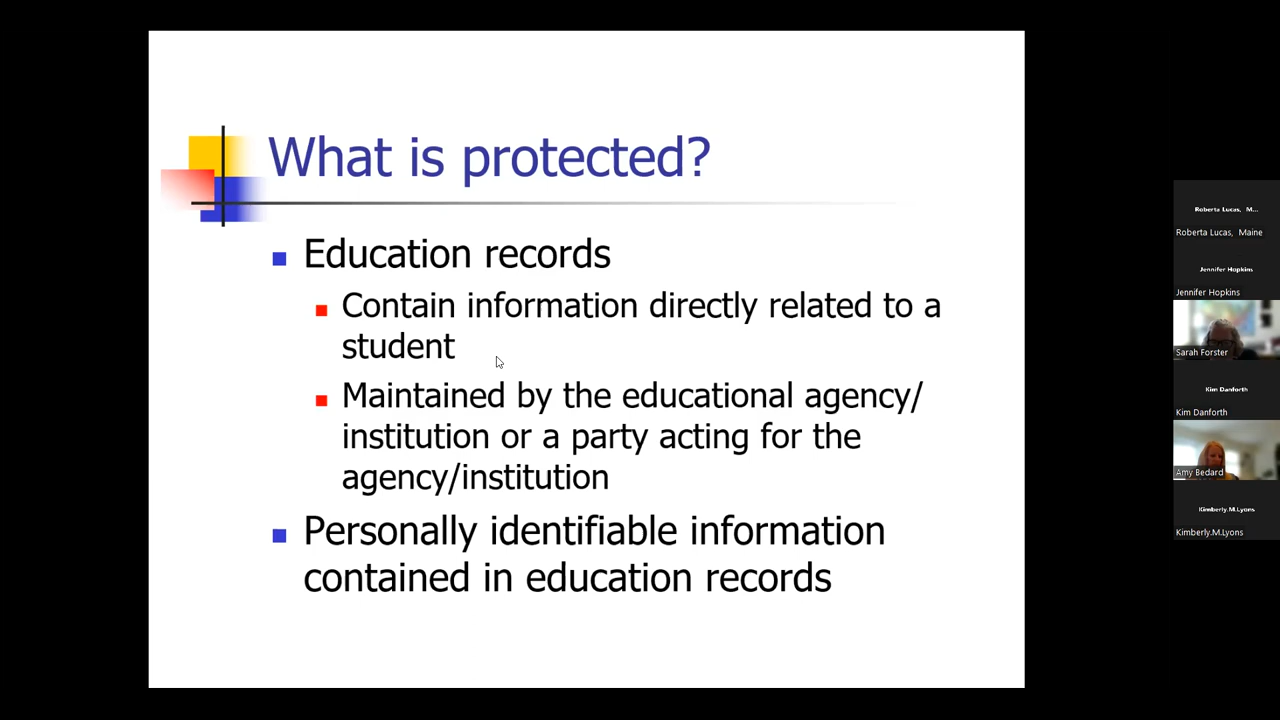 What is protected?
Education records
Contain information directly related to a
student
Maintained by the educational agency/
institution or a party acting for the
agency/institution
Personally identifiable information
contained in education records
Roberta Lucas, M...
Roberta Lucas, Maine
Jennifer Hopkins
Jennifer Hopkins
Sarah Forster
Kim Danforth
Kim Danforth
Amy Bedard
Kimberly.M.Lyons
Kimberly.M.Lyons